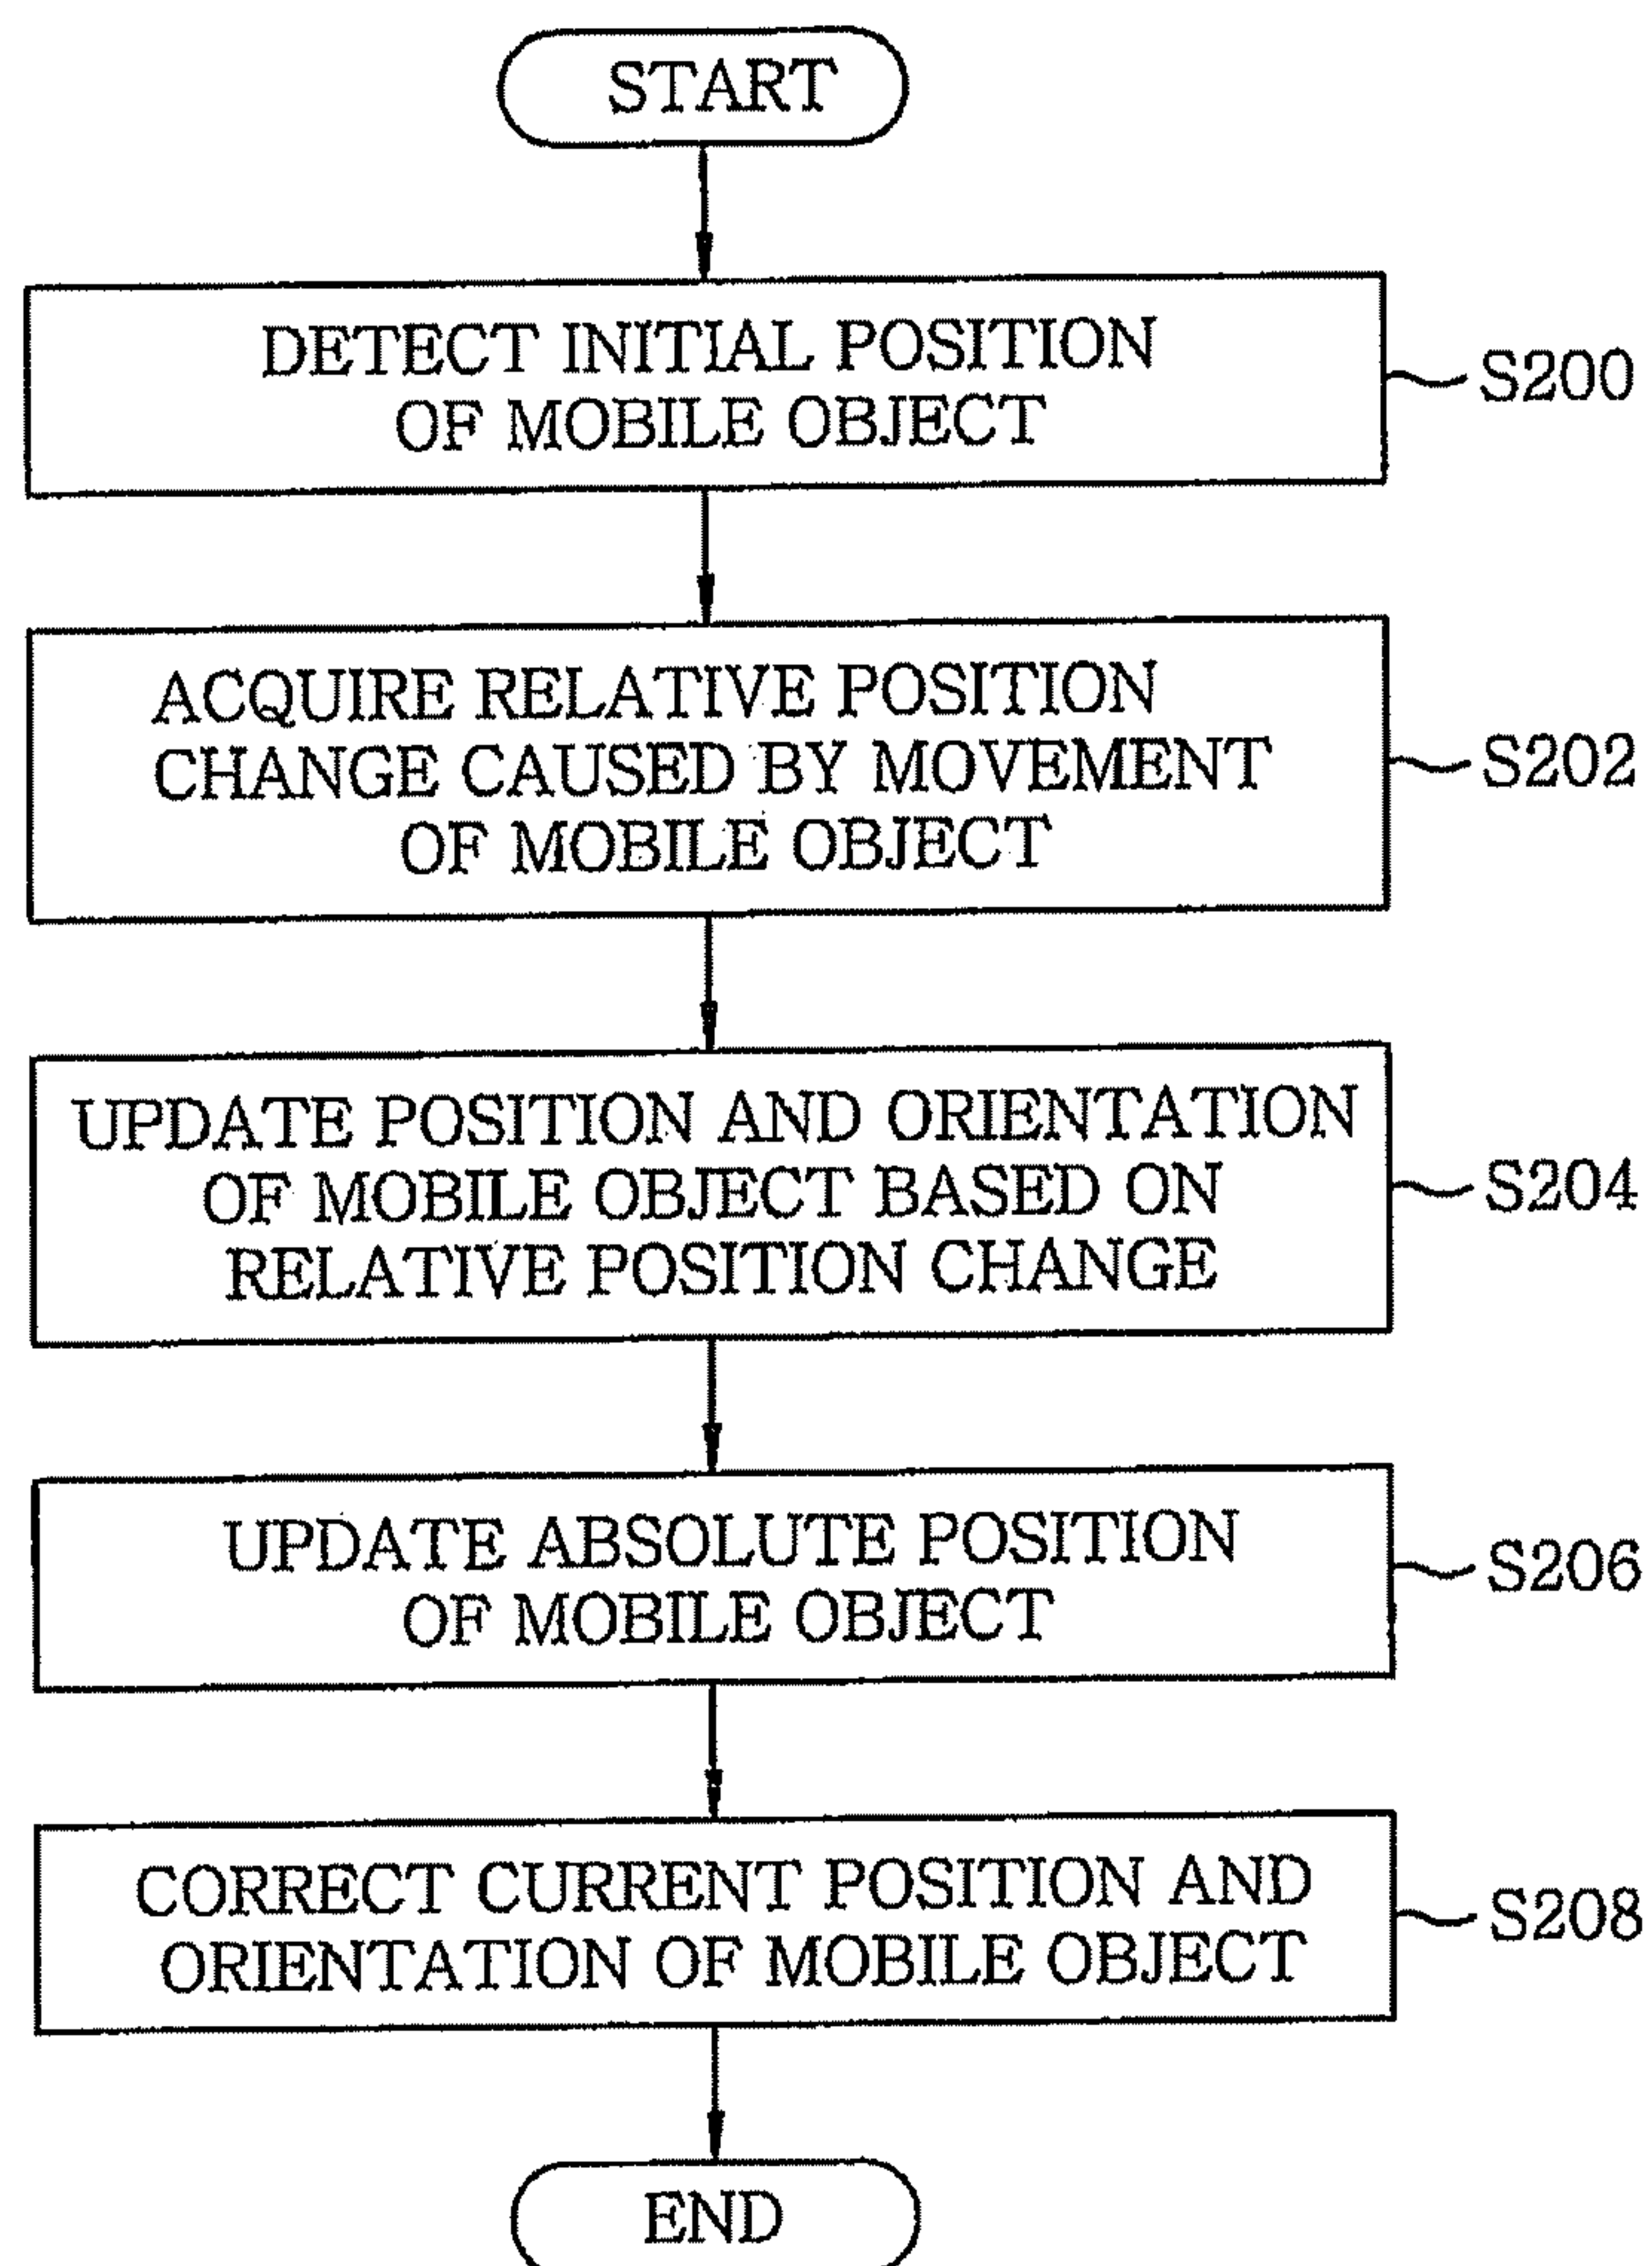 START
DETECT INITIAL POSITION
OF MOBILE OBJECT
S200
ACQUIRE RELATIVE POSITION
CHANGE CAUSED BY MOVEMENT
OF MOBILE OBJECT
S202
UPDATE POSITION AND ORIENTATION
OF MOBILE OBJECT BASED ON
RELATIVE POSITION CHANGE
S204
UPDATE ABSOLUTE POSITION
OF MOBILE OBJECT
S206
CORRECT CURRENT POSITION AND
ORIENTATION OF MOBILE OBJECT
S208
END